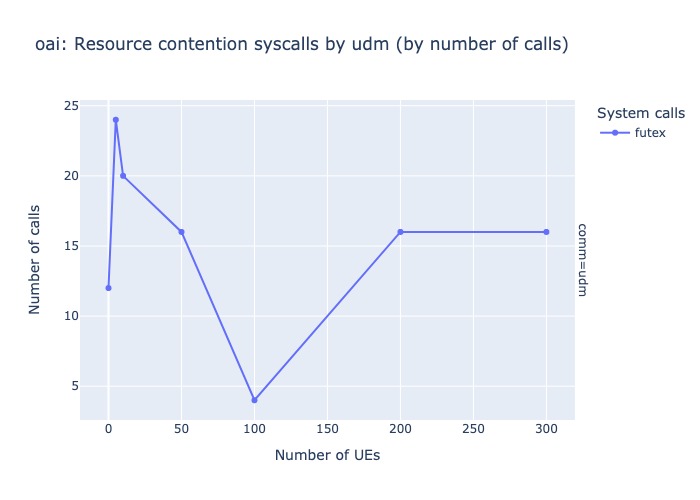 oai: Resource contention syscalls by udm (by number of calls)
System calls
futex
25
20
15
10
5
Number of calls
comm=udm
0 50 100 150 200 250 300
Number of UEs